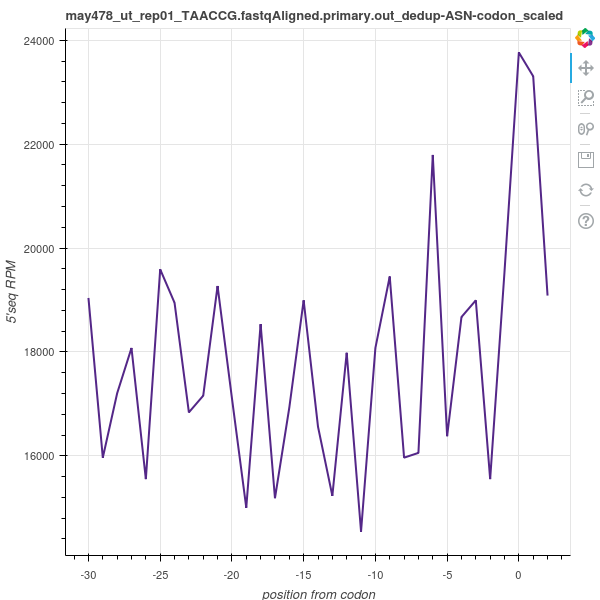 may478_ut_rep01_TAACCG.fastqAligned.primary.out_dedup-ASN-codon_scaled
24000
22000
20000
18000
16000
5'seq RPM
-30 -25 -20 -15 -10 -5 0
position from codon